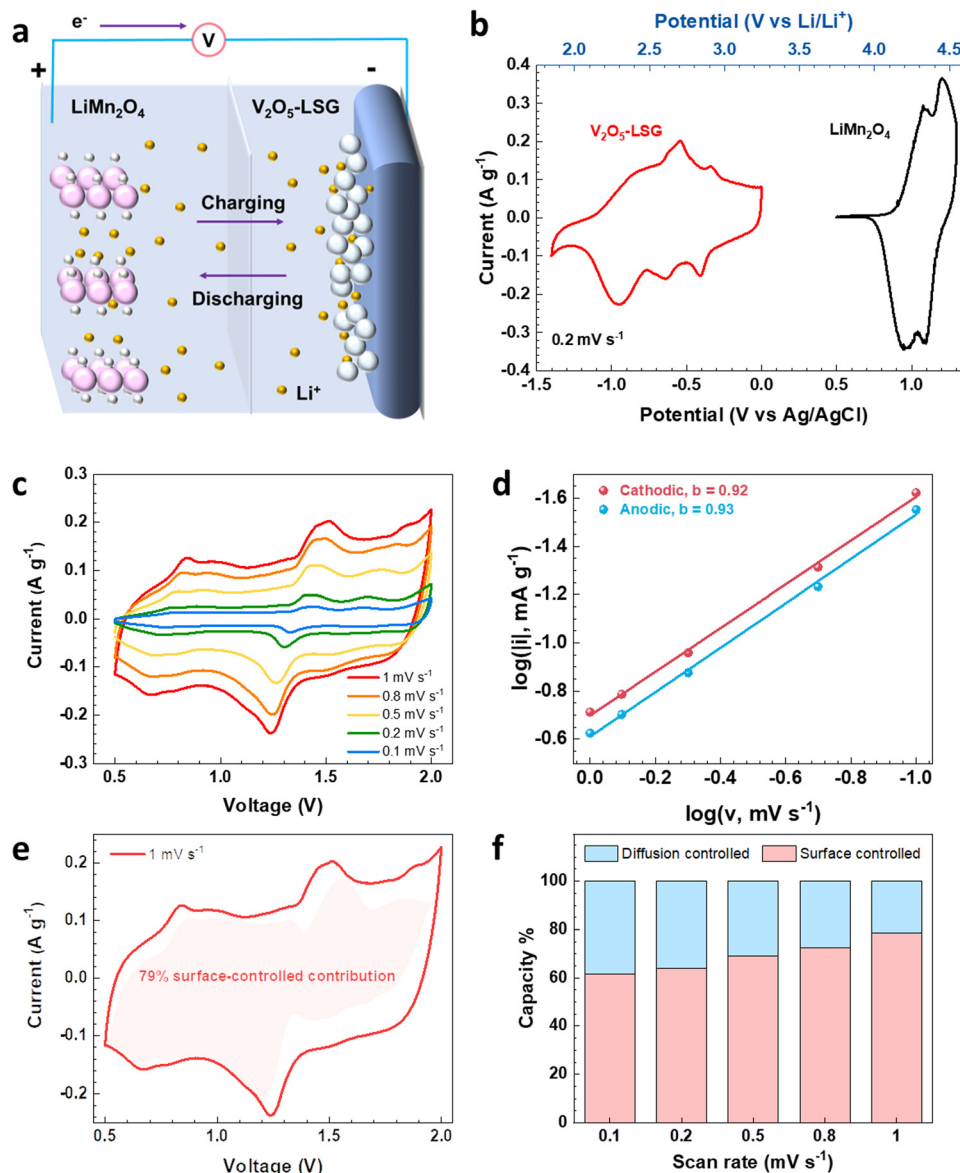 a
e⁻
V
+
-
LiMn₂O₄
V₂O₅-LSG
Charging
Discharging
Li⁺
b
Potential (V vs Li/Li⁺)
2.0 2.5 3.0 3.5 4.0 4.5
0.4
0.3
0.2
0.1
0.0
-0.1
-0.2
-0.3
-0.4
Current (A g⁻¹)
V₂O₅-LSG
LiMn₂O₄
0.2 mV s⁻¹
-1.5 -1.0 -0.5 0.0 0.5 1.0
Potential (V vs Ag/AgCl)
c
0.3
0.2
0.1
0.0
-0.1
-0.2
-0.3
Current (A g⁻¹)
1 mV s⁻¹
0.8 mV s⁻¹
0.5 mV s⁻¹
0.2 mV s⁻¹
0.1 mV s⁻¹
0.5 1.0 1.5 2.0
Voltage (V)
d
Cathodic, b = 0.92
Anodic, b = 0.93
-1.6
-1.4
-1.2
-1.0
-0.8
-0.6
log(|i|, mA g⁻¹)
0.0 -0.2 -0.4 -0.6 -0.8 -1.0
log(v, mV s⁻¹)
e
1 mV s⁻¹
0.2
0.1
0.0
-0.1
-0.2
Current (A g⁻¹)
79% surface-controlled contribution
0.5 1.0 1.5 2.0
Voltage (V)
f
Diffusion controlled
Surface controlled
100
80
60
40
20
0
Capacity %
0.1 0.2 0.5 0.8 1
Scan rate (mV s⁻¹)